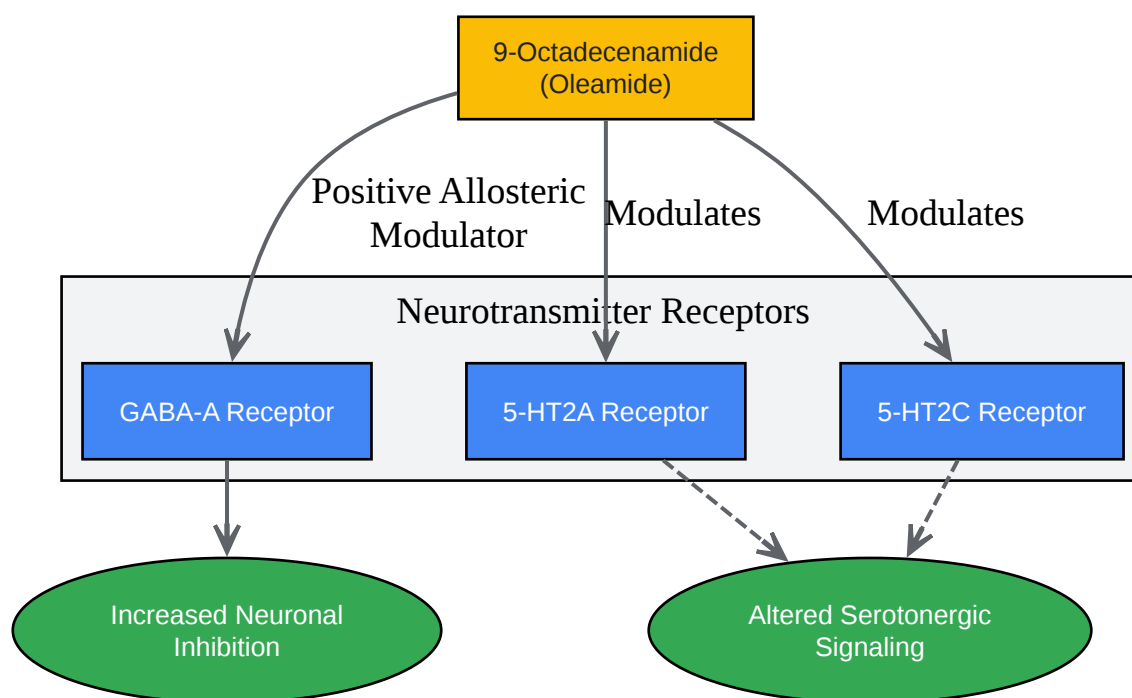 9-Octadecenamide
(Oleamide)
Positive Allosteric
Modulator
Modulates
Modulates
Neurotransmitter Receptors
GABA-A Receptor
5-HT2A Receptor
5-HT2C Receptor
Increased Neuronal
Inhibition
Altered Serotonergic
Signaling